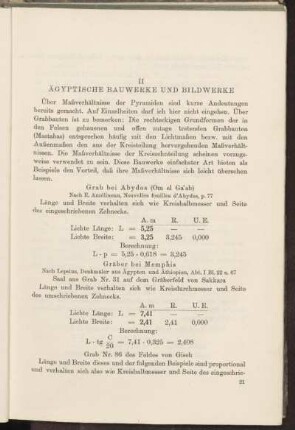 II
ÄGYPTISCHE BAUWERKE UND BILDWERKE
Über Maßverhältnisse der Pyramiden sind kurze Andeutungen
bereits gemacht. Auf Einzelheiten darf ich hier nicht eingehen. Über
Grabbauten ist zu bemerken: Die rechteckigen Grundformen der in
den Felsen gehauenen und offen zutage tretenden Grabbauten
(Mastabas) entsprechen häufig mit den Lichtmaßen bezw. mit den
Außenmaßen den aus der Kreisteilung hervorgehenden Maßverhält-
nissen. Die Maßverhältnisse der Kreisachtteilung scheinen vorzugs-
weise verwendet zu sein. Diese Bauwerke einfachster Art bieten als
Beispiele den Vorteil, daß ihre Maßverhältnisse sich leicht übersehen
lassen.
Grab bei Abydos (Om el Ga'ab)
Nach E. Amélineau, Nouvelles fouilles d'Abydos, p. 77
Länge und Breite verhalten sich wie Kreishalbmesser und Seite
des eingeschriebenen Zehnecks.
A. m R. U. E.
Lichte Länge: L = 5,25 — —
Lichte Breite: = 3,25 3,245 0,000
Berechnung:
L · p = 5,25 · 0,618 = 3,245
Gräber bei Memphis
Nach Lepsius, Denkmäler aus Ägypten und Äthiopien, Abt. I Bl. 22 u. 67
Saal aus Grab Nr. 31 auf dem Gräberfeld von Sakkara
Länge und Breite verhalten sich wie Kreisdurchmesser und Seite
des umschriebenen Zehnecks.
A. m R. U. E.
Lichte Länge: L = 7,41 — —
Lichte Breite: = 2,41 2,41 0,000
Berechnung:
L · tg C/20 = 7,41 · 0,325 = 2,408
Grab Nr. 86 des Feldes von Giseh
Länge und Breite dieses und der folgenden Beispiele sind proportional
und verhalten sich also wie Kreishalbmesser und Seite des eingeschrie-
21